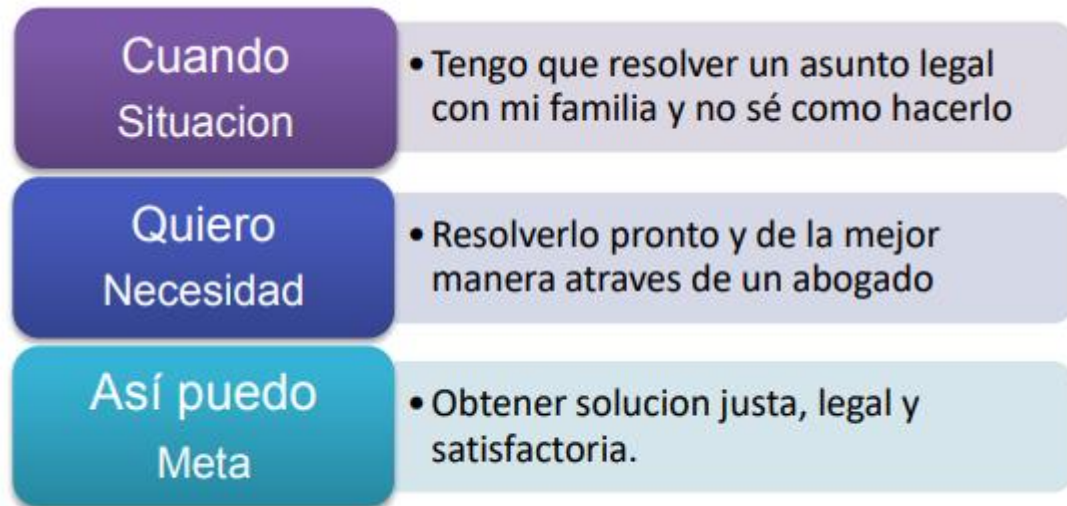 Cuando
Situacion
• Tengo que resolver un asunto legal
con mi familia y no sé como hacerlo
Quiero
Necesidad
• Resolverlo pronto y de la mejor
manera atraves de un abogado
Así puedo
Meta
• Obtener solucion justa, legal y
satisfactoria.